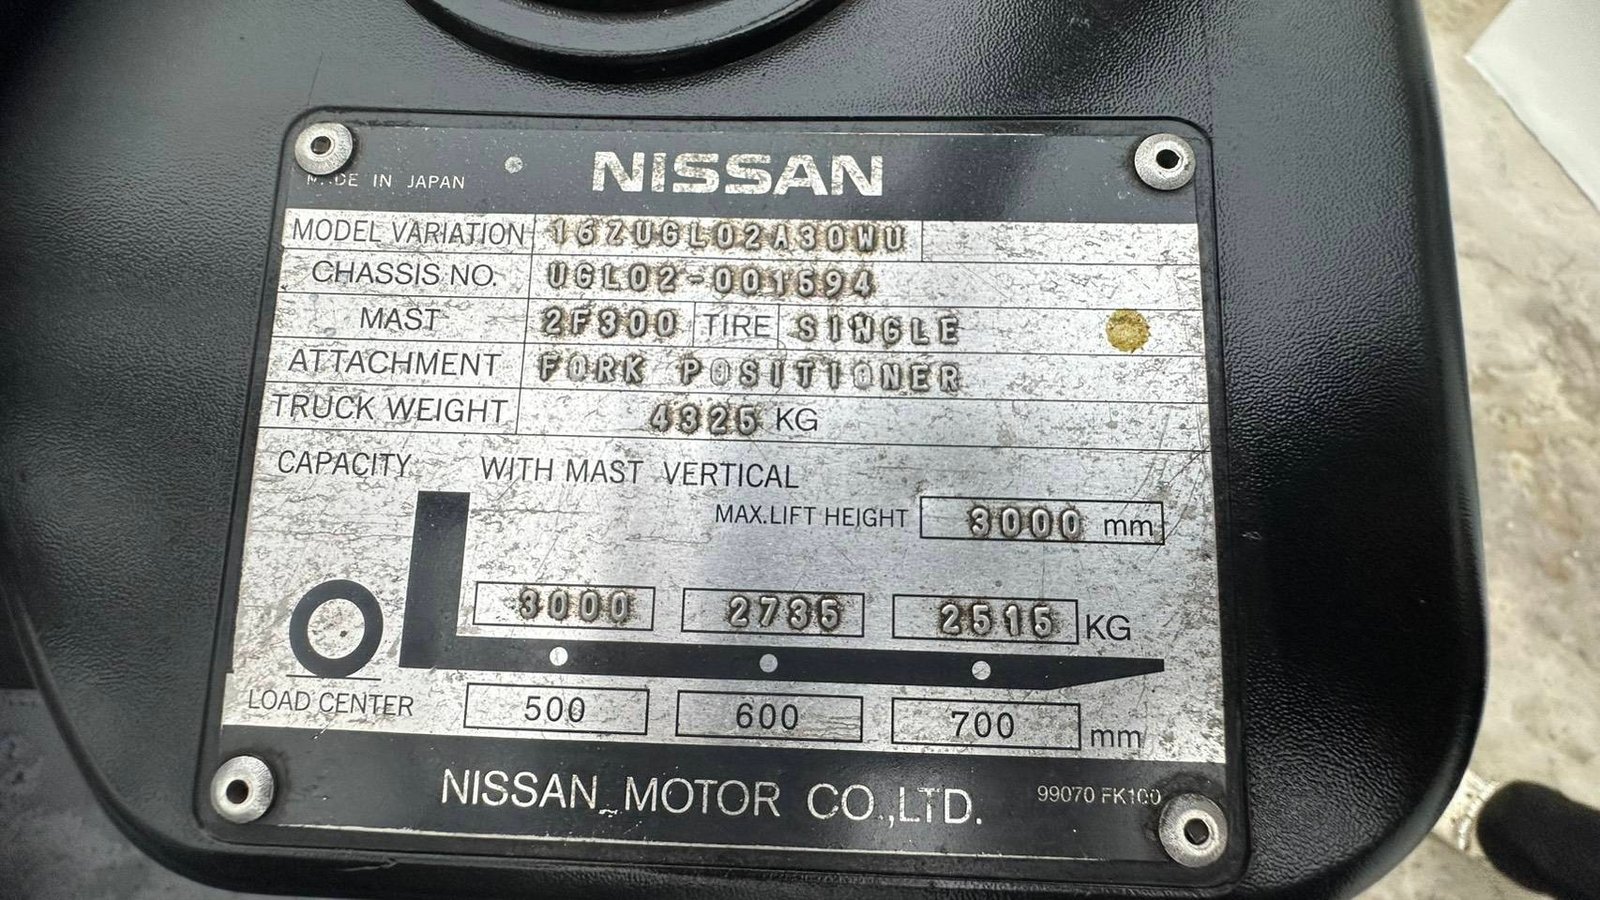 NISSAN
MADE IN JAPAN
MODEL VARIATION 16ZUGL02A30WU
CHASSIS NO. UGL02-001594
MAST 2F300 TIRE SINGLE
ATTACHMENT FORK POSITIONER
TRUCK WEIGHT 4325 KG
CAPACITY WITH MAST VERTICAL
MAX.LIFT HEIGHT 3000 mm
3000 2735 2515 KG
LOAD CENTER 500 600 700 mm
NISSAN MOTOR CO.,LTD. 99070 FK100